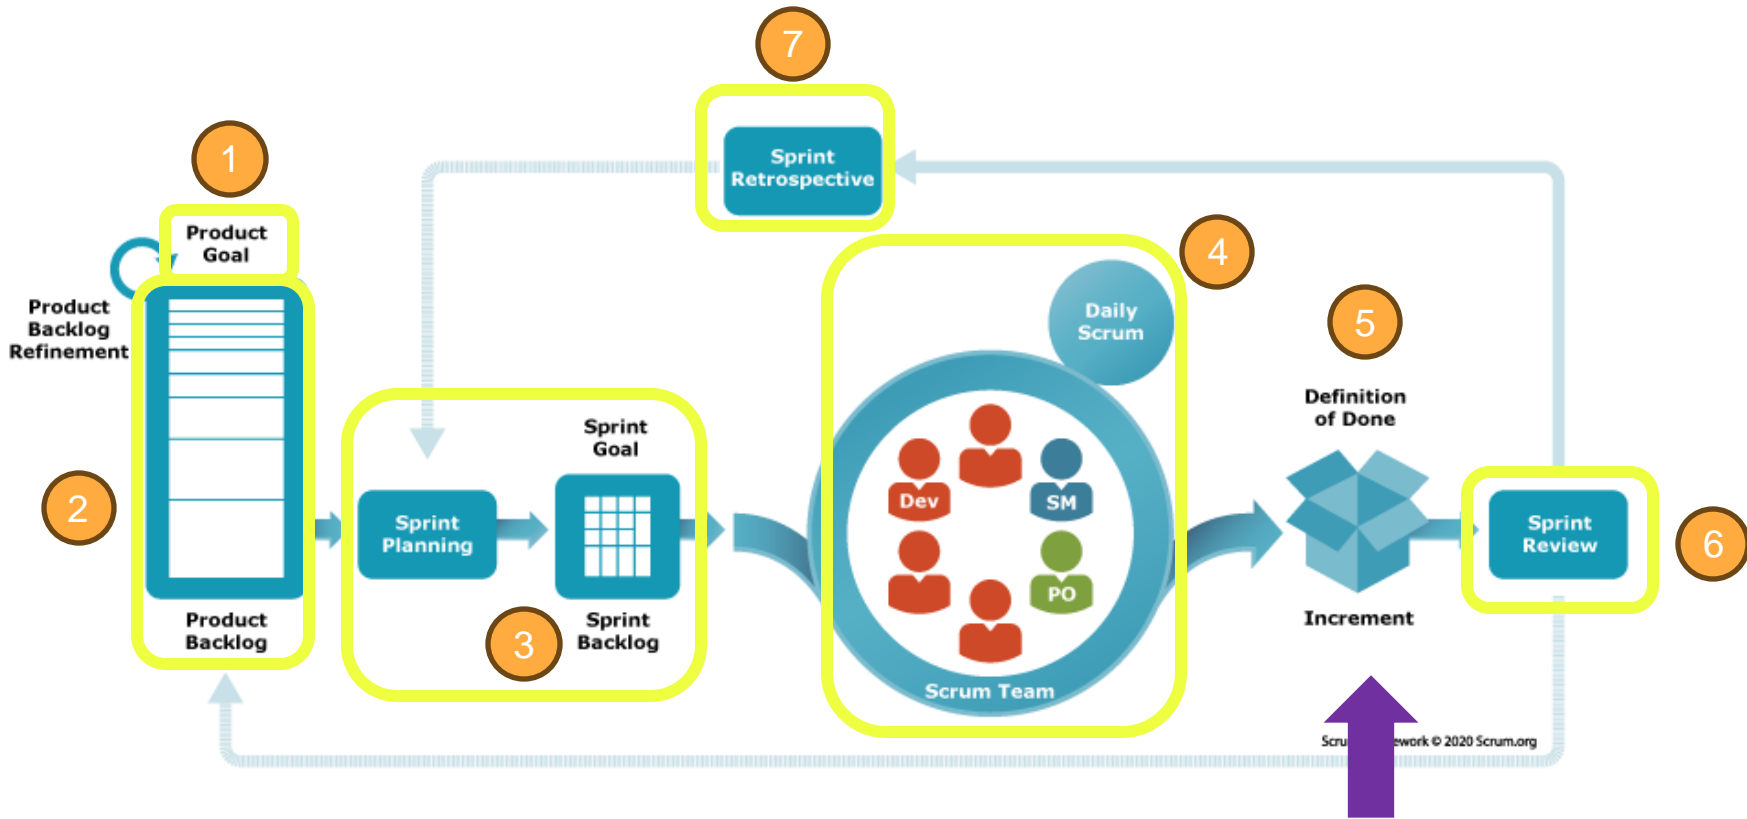 7
Sprint
Retrospective
1
Product
Goal
Product
Backlog
Refinement
4
Daily
Scrum
5
Definition
of Done
Sprint
Goal
2
Sprint
Planning
Dev
SM
PO
Sprint
Review
6
Product
Backlog
3
Sprint
Backlog
Increment
Scrum Team
© 2020 Scrum.org